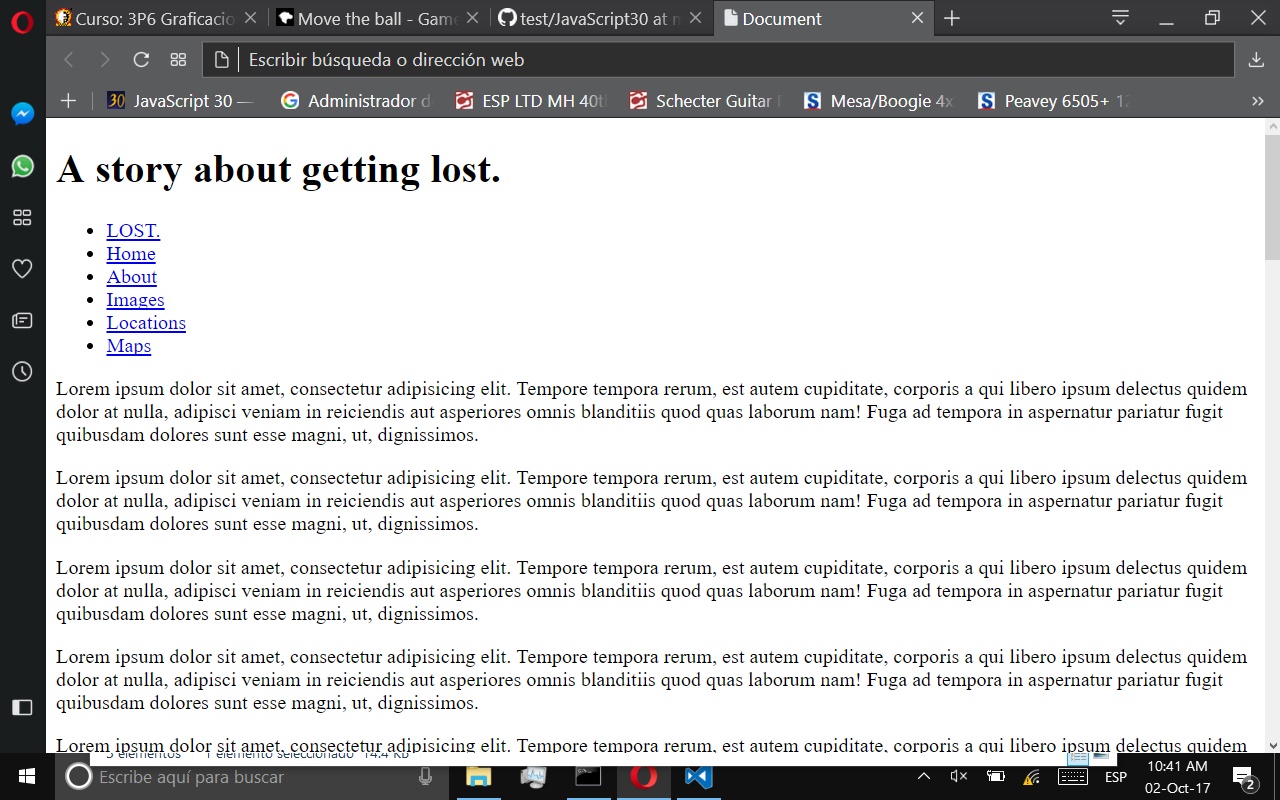 Curso: 3P6 Graficacio
Move the ball - Game
test/JavaScript30 at m
Document
Escribir búsqueda o dirección web
30 JavaScript 30 —
Administrador d
ESP LTD MH 40th
Schecter Guitar
Mesa/Boogie 4x
Peavey 6505+ 12
A story about getting lost.
LOST.
Home
About
Images
Locations
Maps
Lorem ipsum dolor sit amet, consectetur adipisicing elit. Tempore tempora rerum, est autem cupiditate, corporis a qui libero ipsum delectus quidem
dolor at nulla, adipisci veniam in reiciendis aut asperiores omnis blanditiis quod quas laborum nam! Fuga ad tempora in aspernatur pariatur fugit
quibusdam dolores sunt esse magni, ut, dignissimos.
Lorem ipsum dolor sit amet, consectetur adipisicing elit. Tempore tempora rerum, est autem cupiditate, corporis a qui libero ipsum delectus quidem
dolor at nulla, adipisci veniam in reiciendis aut asperiores omnis blanditiis quod quas laborum nam! Fuga ad tempora in aspernatur pariatur fugit
quibusdam dolores sunt esse magni, ut, dignissimos.
Lorem ipsum dolor sit amet, consectetur adipisicing elit. Tempore tempora rerum, est autem cupiditate, corporis a qui libero ipsum delectus quidem
dolor at nulla, adipisci veniam in reiciendis aut asperiores omnis blanditiis quod quas laborum nam! Fuga ad tempora in aspernatur pariatur fugit
quibusdam dolores sunt esse magni, ut, dignissimos.
Lorem ipsum dolor sit amet, consectetur adipisicing elit. Tempore tempora rerum, est autem cupiditate, corporis a qui libero ipsum delectus quidem
dolor at nulla, adipisci veniam in reiciendis aut asperiores omnis blanditiis quod quas laborum nam! Fuga ad tempora in aspernatur pariatur fugit
quibusdam dolores sunt esse magni, ut, dignissimos.
Lorem ipsum dolor sit amet, consectetur adipisicing elit. Tempore tempora rerum, est autem cupiditate, corporis a qui libero ipsum delectus quidem
5 elementos 1 elemento seleccionado 14.4 KB
Escribe aquí para buscar
ESP
10:41 AM
02-Oct-17
2